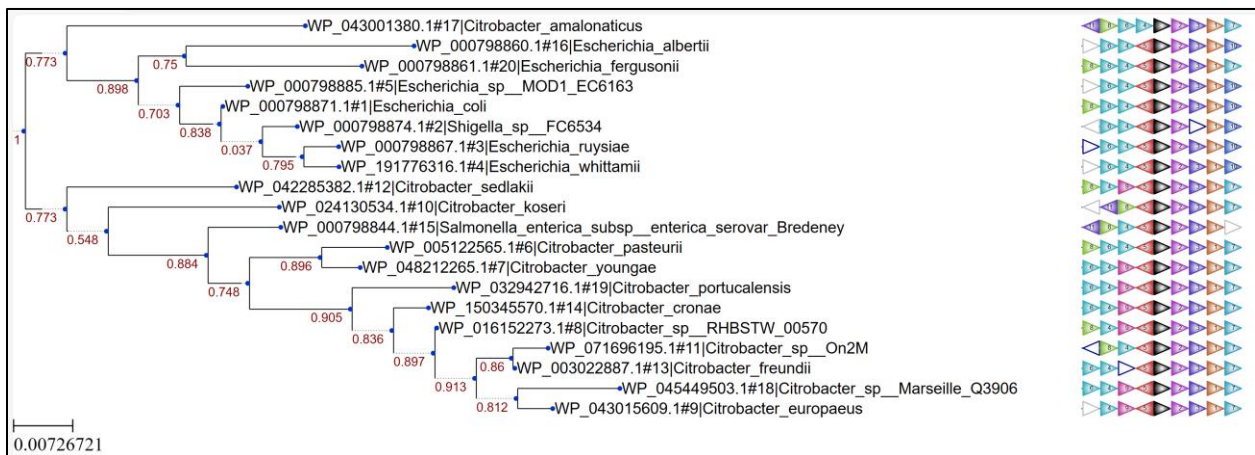 WP_043001380.1#17|Citrobacter_amalonaticus
WP_000798860.1#16|Escherichia_albertii
0.773
0.75
WP_000798861.1#20|Escherichia_fergusonii
0.898
WP_000798885.1#5|Escherichia_sp__MOD1_EC6163
0.703
WP_000798871.1#1|Escherichia_coli
0.838
WP_000798874.1#2|Shigella_sp__FC6534
1
0.037
WP_000798867.1#3|Escherichia_ruysiae
0.795
WP_191776316.1#4|Escherichia_whittamii
WP_042285382.1#12|Citrobacter_sedlakii
WP_024130534.1#10|Citrobacter_koseri
0.773
WP_000798844.1#15|Salmonella_enterica_subsp__enterica_serovar_Bredeney
0.548
WP_005122565.1#6|Citrobacter_pasteurii
0.884
0.896
WP_048212265.1#7|Citrobacter_youngae
0.748
WP_032942716.1#19|Citrobacter_portucalensis
0.905
WP_150345570.1#14|Citrobacter_cronae
WP_016152273.1#8|Citrobacter_sp__RHBSTW_00570
0.836
WP_071696195.1#11|Citrobacter_sp__On2M
0.897
0.86
WP_003022887.1#13|Citrobacter_freundii
0.913
WP_045449503.1#18|Citrobacter_sp__Marseille_Q3906
0.812
WP_043015609.1#9|Citrobacter_europaeus
0.00726721